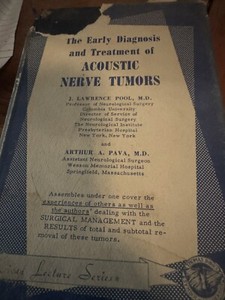 The Early Diagnosis
and Treatment of
ACOUSTIC
NERVE TUMORS
J. LAWRENCE POOL, M.D.
Professor of Neurological Surgery
Columbia University
Director of Service of
Neurological Surgery
The Neurological Institute
Presbyterian Hospital
New York, New York
and
ARTHUR A. PAVA, M.D.
Assistant Neurological Surgeon
Wesson Memorial Hospital
Springfield, Massachusetts
Assembles under one cover the
experiences of others as well as
the authors' dealing with the
SURGICAL MANAGEMENT and the
RESULTS of total and subtotal re-
moval of these tumors.
Lecture Series